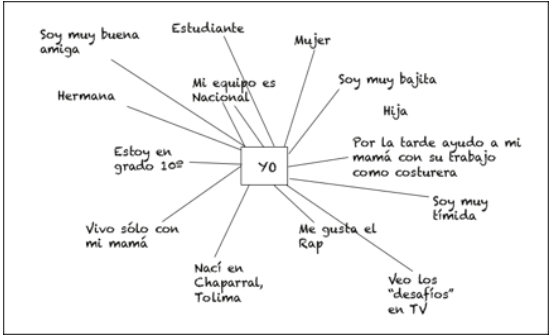 Soy muy buena
amiga
Estudiante
Mujer
Mi equipo es
Nacional
Soy muy bajita
Hermana
Hija
Estoy en
grado 10º
YO
Por la tarde ayudo a mi
mamá con su trabajo
como costurera
Soy muy
tímida
Vivo sólo con
mi mamá
Me gusta el
Rap
Nací en
Chaparral,
Tolima
Veo los
"desafíos"
en TV